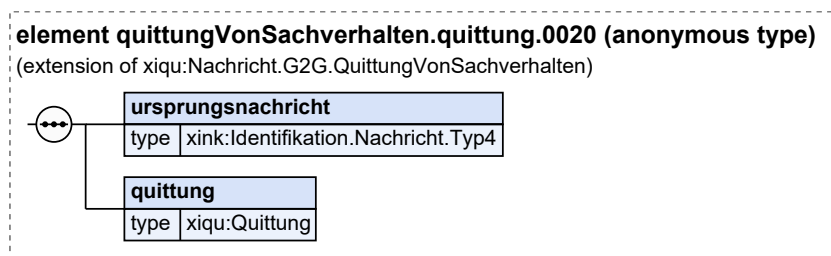 element quittungVonSachverhalten.quittung.0020 (anonymous type)
(extension of xiqu:Nachricht.G2G.QuittungVonSachverhalten)
ursprungsnachricht
type xink:Identifikation.Nachricht.Typ4
quittung
type xiqu:Quittung